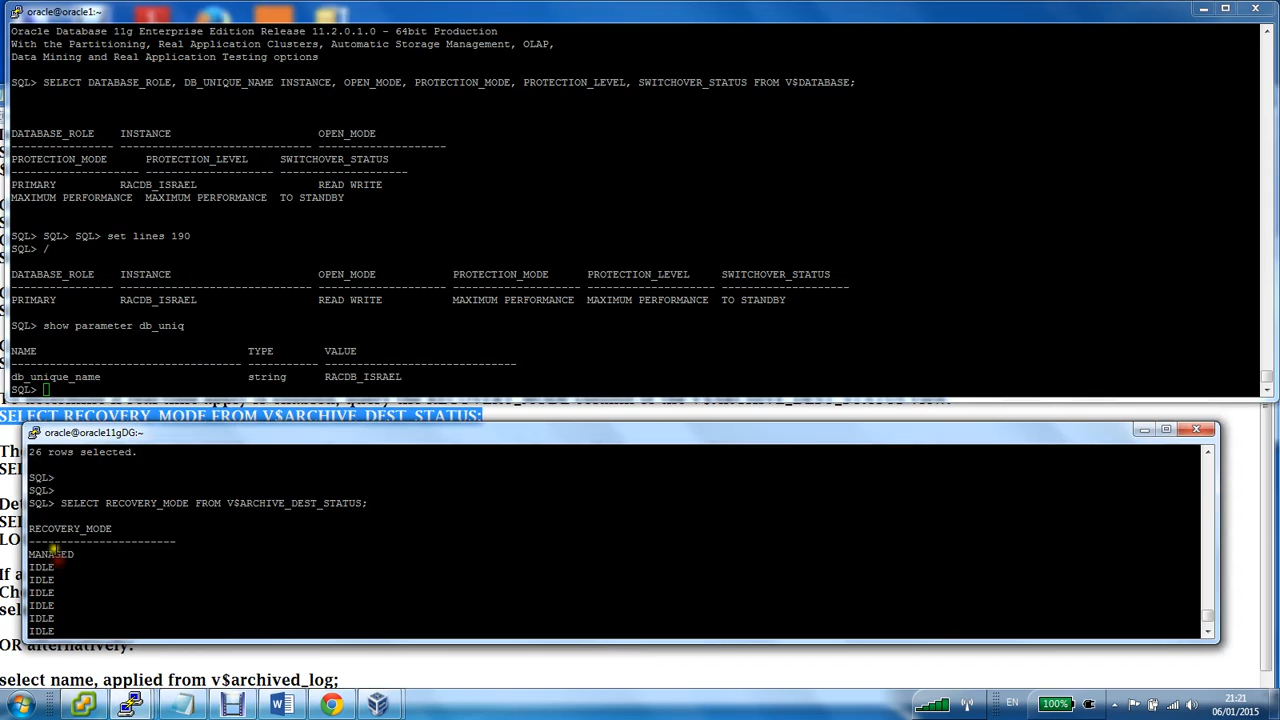 oracle@oracle1:~
Oracle Database 11g Enterprise Edition Release 11.2.0.1.0 - 64bit Production
With the Partitioning, Real Application Clusters, Automatic Storage Management, OLAP,
Data Mining and Real Application Testing options
SQL> SELECT DATABASE_ROLE, DB_UNIQUE_NAME INSTANCE, OPEN_MODE, PROTECTION_MODE, PROTECTION_LEVEL, SWITCHOVER_STATUS FROM V$DATABASE;
DATABASE_ROLE INSTANCE OPEN_MODE
---------------- ------------------------------ --------------------
PROTECTION_MODE PROTECTION_LEVEL SWITCHOVER_STATUS
-------------------- -------------------- --------------------
PRIMARY RACDB_ISRAEL READ WRITE
MAXIMUM PERFORMANCE MAXIMUM PERFORMANCE TO STANDBY
SQL> SQL> SQL> set lines 190
SQL> /
DATABASE_ROLE INSTANCE OPEN_MODE PROTECTION_MODE PROTECTION_LEVEL SWITCHOVER_STATUS
---------------- ------------------------------ -------------------- -------------------- -------------------- --------------------
PRIMARY RACDB_ISRAEL READ WRITE MAXIMUM PERFORMANCE MAXIMUM PERFORMANCE TO STANDBY
SQL> show parameter db_uniq
NAME TYPE VALUE
------------------------------------ ----------- ------------------------------
db_unique_name string RACDB_ISRAEL
SQL>
SELECT RECOVERY_MODE FROM V$ARCHIVE_DEST_STATUS;
oracle@oracle11gDG:~
26 rows selected.
SQL>
SQL>
SQL> SELECT RECOVERY_MODE FROM V$ARCHIVE_DEST_STATUS;
RECOVERY_MODE
-----------------------
MANAGED
IDLE
IDLE
IDLE
IDLE
IDLE
IDLE
OR alternatively:
select name, applied from v$archived_log;
EN
100%
21:21
06/01/2015